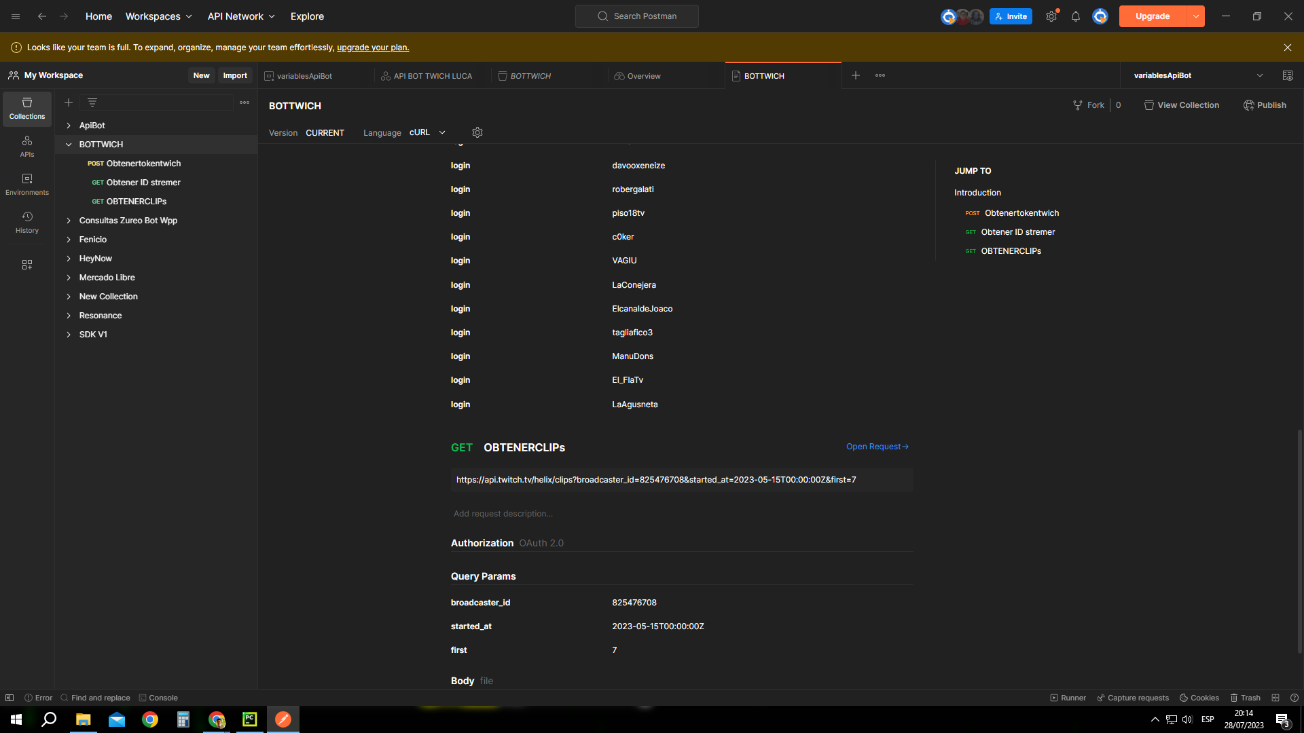 Home
Workspaces
API Network
Explore
Search Postman
Invite
Upgrade
Looks like your team is full. To expand, organize, manage your team effortlessly, upgrade your plan.
My Workspace
New
Import
variablesApiBot
API BOT TWICH LUCA
BOTTWICH
Overview
BOTTWICH
variablesApiBot
Collections
APIs
Environments
History
ApiBot
BOTTWICH
POST Obtenertokentwich
GET Obtener ID stremer
GET OBTENERCLIPs
Consultas Zureo Bot Wpp
Fenicio
HeyNow
Mercado Libre
New Collection
Resonance
SDK V1
BOTTWICH
Fork 0
View Collection
Publish
Version CURRENT
Language cURL
login davooxeneize
login robergalati
login piso18tv
login c0ker
login VAGIU
login LaConejera
login ElcanaldeJoaco
login tagliafico3
login ManuDons
login El_FlaTv
login LaAgusneta
GET OBTENERCLIPs
Open Request→
https://api.twitch.tv/helix/clips?broadcaster_id=825476708&started_at=2023-05-15T00:00:00Z&first=7
Add request description...
Authorization OAuth 2.0
Query Params
broadcaster_id 825476708
started_at 2023-05-15T00:00:00Z
first 7
Body file
JUMP TO
Introduction
POST Obtenertokentwich
GET Obtener ID stremer
GET OBTENERCLIPs
Error
Find and replace
Console
Runner
Capture requests
Cookies
Trash
PC
ESP
20:14
28/07/2023
3